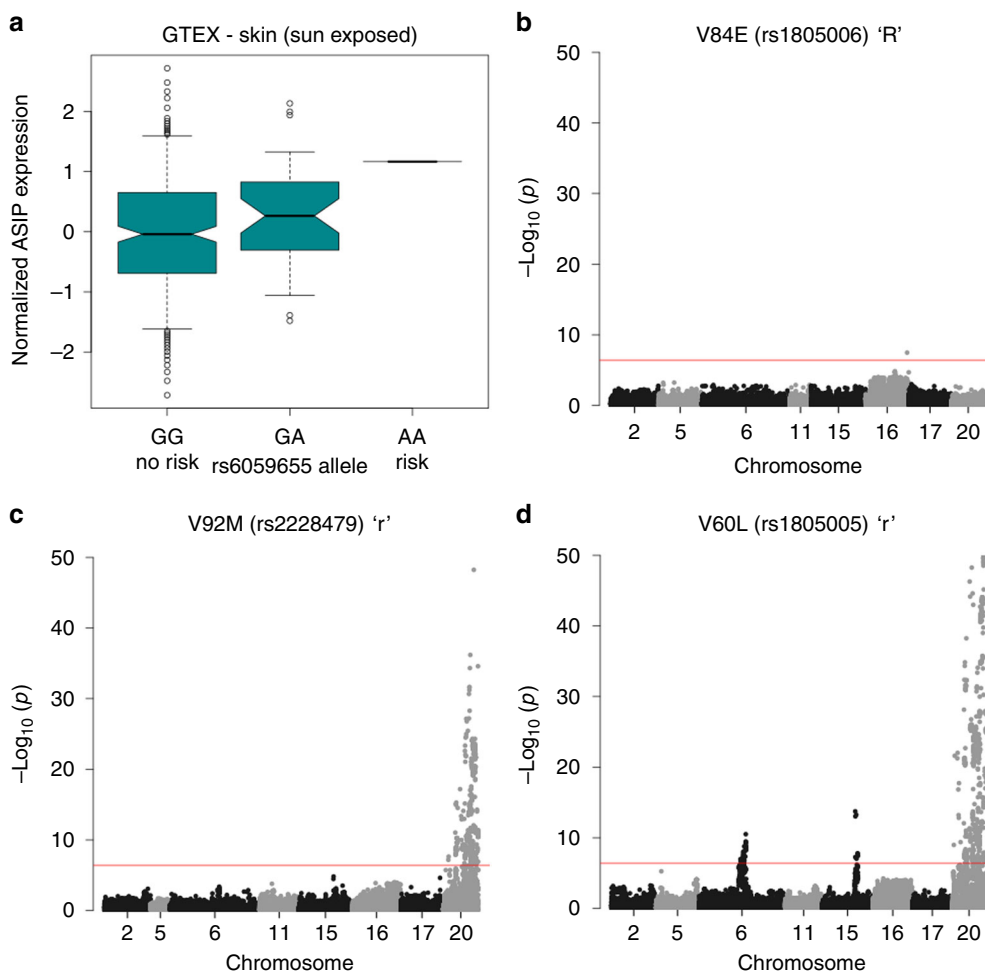 a
GTEX - skin (sun exposed)
Normalized ASIP expression
2
1
0
−1
−2
GG
no risk
GA
rs6059655 allele
AA
risk
b
V84E (rs1805006) ‘R’
−Log10 (p)
50
40
30
20
10
0
2 5 6 11 15 16 17 20
Chromosome
c
V92M (rs2228479) ‘r’
−Log10 (p)
50
40
30
20
10
0
2 5 6 11 15 16 17 20
Chromosome
d
V60L (rs1805005) ‘r’
−Log10 (p)
50
40
30
20
10
0
2 5 6 11 15 16 17 20
Chromosome